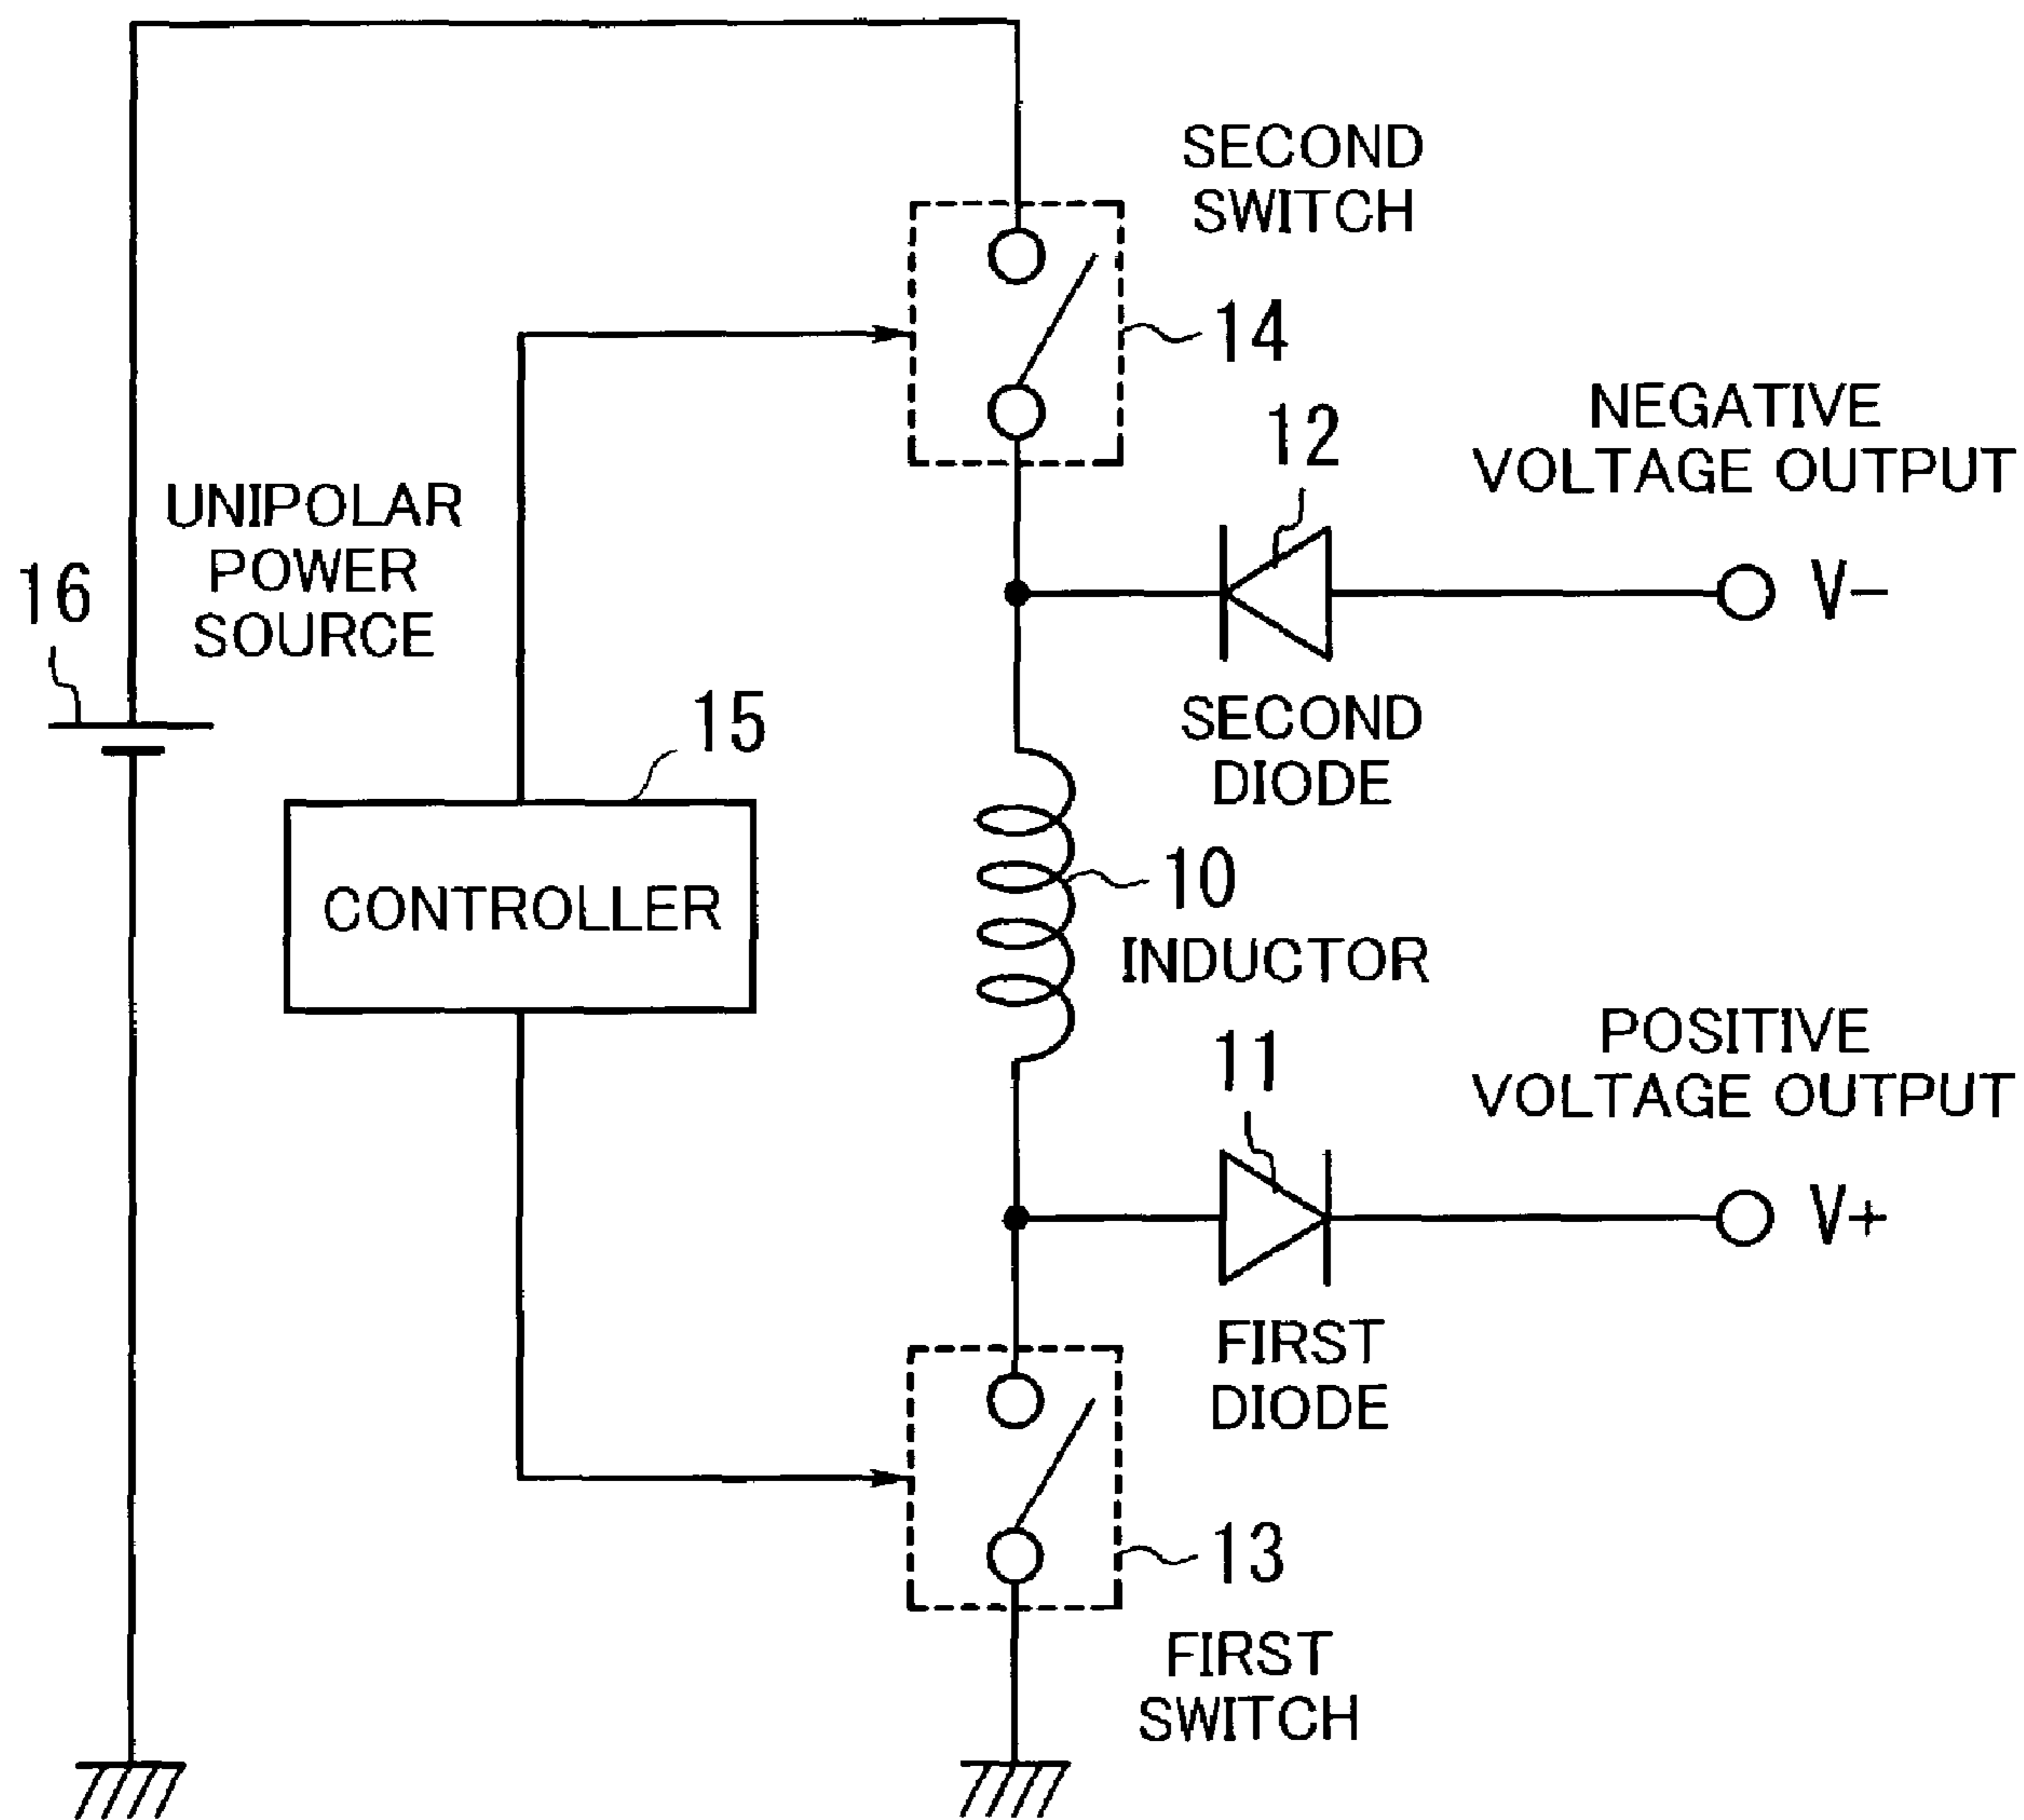 SECOND
SWITCH
14
NEGATIVE
VOLTAGE OUTPUT
12
V−
UNIPOLAR
POWER
SOURCE
16
SECOND
DIODE
15
CONTROLLER
10
INDUCTOR
POSITIVE
VOLTAGE OUTPUT
11
V+
FIRST
DIODE
13
FIRST
SWITCH